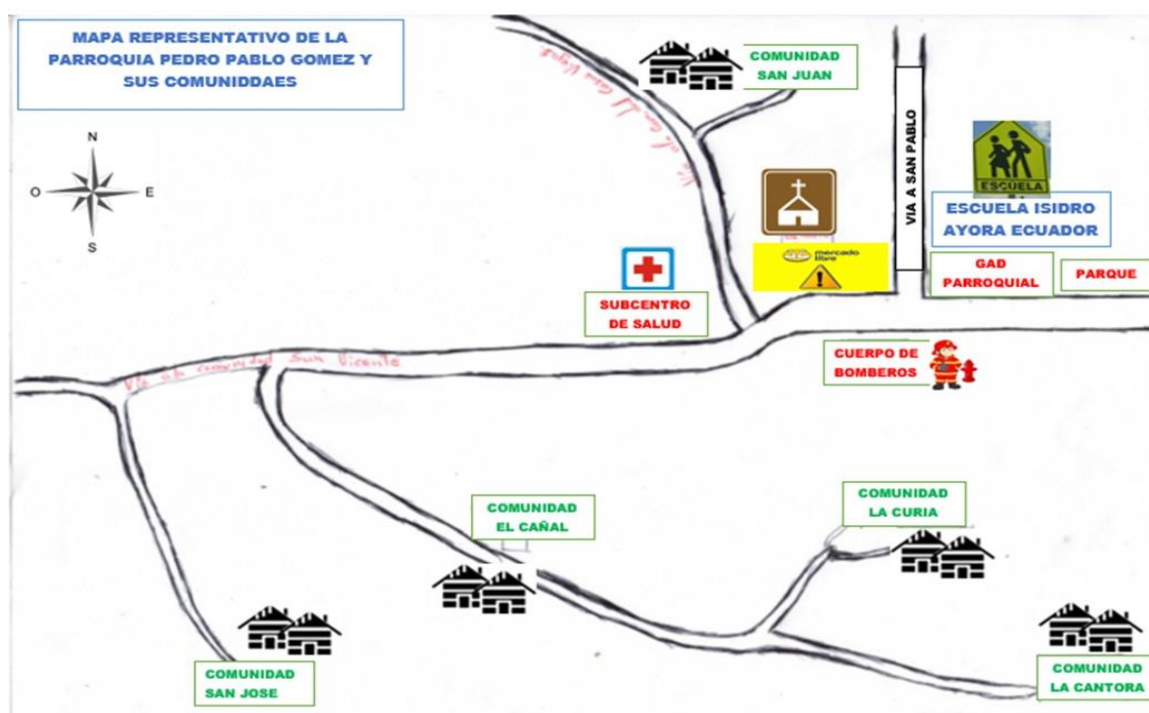 MAPA REPRESENTATIVO DE LA
PARROQUIA PEDRO PABLO GOMEZ Y
SUS COMUNIDDAES
COMUNIDAD
SAN JUAN
N
O
E
S
VIA A SAN PABLO
ESCUELA
ESCUELA ISIDRO
AYORA ECUADOR
mercado
libre
!
GAD
PARROQUIAL
PARQUE
SUBCENTRO
DE SALUD
CUERPO DE
BOMBEROS
Vía a la comunidad San Vicente
COMUNIDAD
EL CAÑAL
COMUNIDAD
LA CURIA
COMUNIDAD
SAN JOSE
COMUNIDAD
LA CANTORA